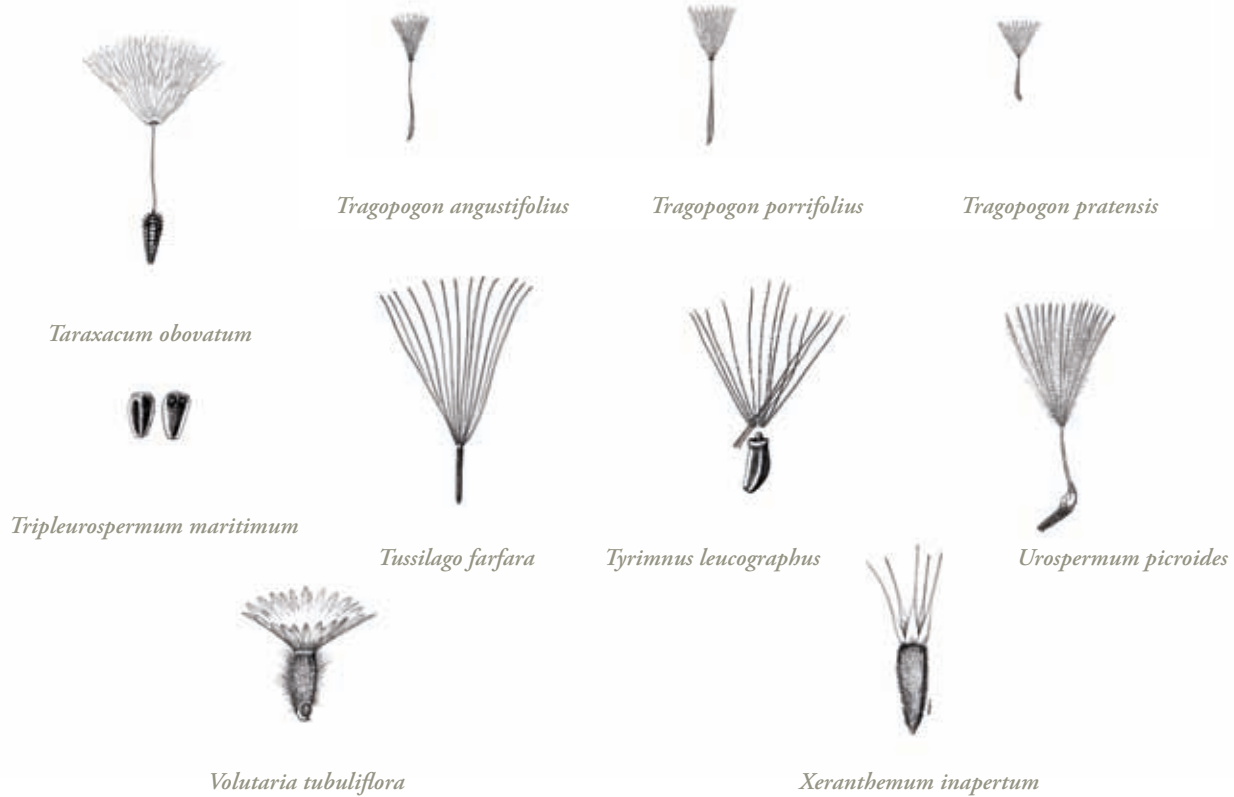 Tragopogon angustifolius
Tragopogon porrifolius
Tragopogon pratensis
Taraxacum obovatum
Tripleurospermum maritimum
Tussilago farfara
Tyrimnus leucographus
Urospermum picroides
Volutaria tubuliflora
Xeranthemum inapertum